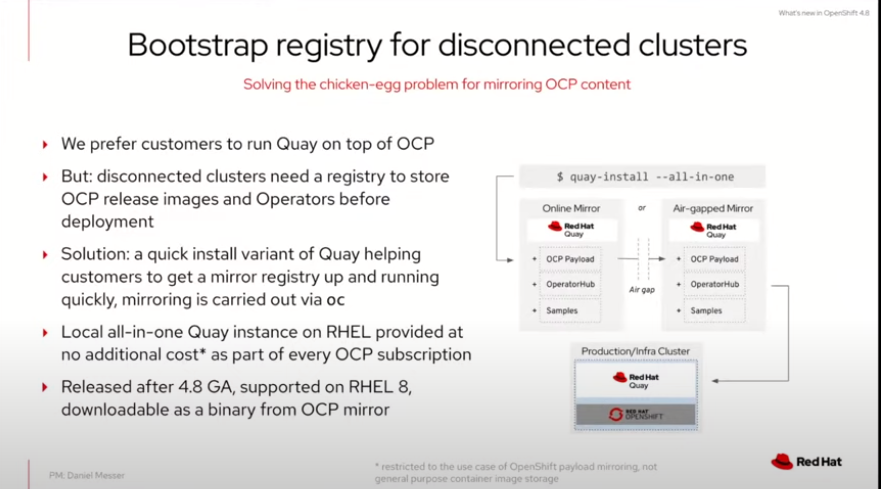 What's new in OpenShift 4.8
Bootstrap registry for disconnected clusters
Solving the chicken-egg problem for mirroring OCP content
We prefer customers to run Quay on top of OCP
But: disconnected clusters need a registry to store
OCP release images and Operators before
deployment
Solution: a quick install variant of Quay helping
customers to get a mirror registry up and running
quickly, mirroring is carried out via oc
Local all-in-one Quay instance on RHEL provided at
no additional cost* as part of every OCP subscription
Released after 4.8 GA, supported on RHEL 8,
downloadable as a binary from OCP mirror
$ quay-install --all-in-one
Online Mirror
or
Air-gapped Mirror
Red Hat
Quay
Red Hat
Quay
+ OCP Payload
+ OCP Payload
+ OperatorHub
Air gap
+ OperatorHub
+ Samples
+ Samples
Production/Infra Cluster
Red Hat
Quay
RED HAT
OPENSHIFT
PM: Daniel Messer
* restricted to the use case of OpenShift payload mirroring, not
general purpose container image storage
Red Hat